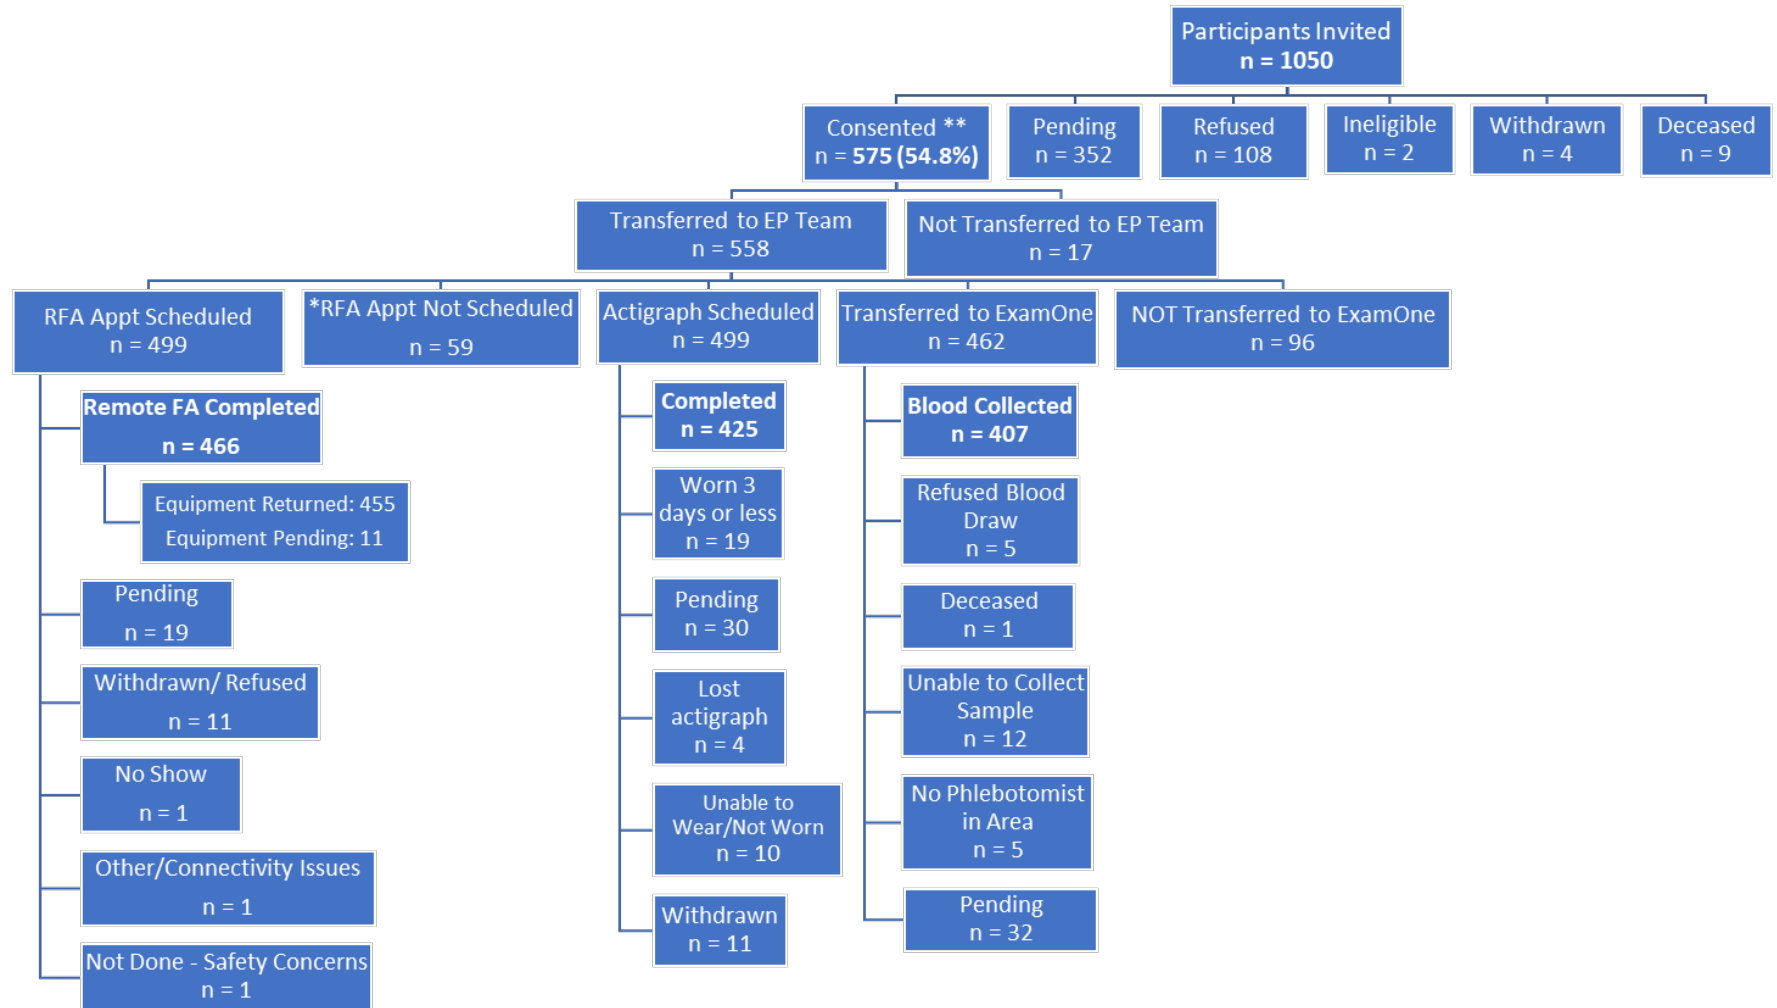 Participants Invited
n = 1050
Consented **
n = 575 (54.8%)
Pending
n = 352
Refused
n = 108
Ineligible
n = 2
Withdrawn
n = 4
Deceased
n = 9
Transferred to EP Team
n = 558
Not Transferred to EP Team
n = 17
RFA Appt Scheduled
n = 499
*RFA Appt Not Scheduled
n = 59
Actigraph Scheduled
n = 499
Transferred to ExamOne
n = 462
NOT Transferred to ExamOne
n = 96
Remote FA Completed
n = 466
Equipment Returned: 455
Equipment Pending: 11
Pending
n = 19
Withdrawn/ Refused
n = 11
No Show
n = 1
Other/Connectivity Issues
n = 1
Not Done - Safety Concerns
n = 1
Completed
n = 425
Worn 3
days or less
n = 19
Pending
n = 30
Lost
actigraph
n = 4
Unable to
Wear/Not Worn
n = 10
Withdrawn
n = 11
Blood Collected
n = 407
Refused Blood
Draw
n = 5
Deceased
n = 1
Unable to Collect
Sample
n = 12
No Phlebotomist
in Area
n = 5
Pending
n = 32